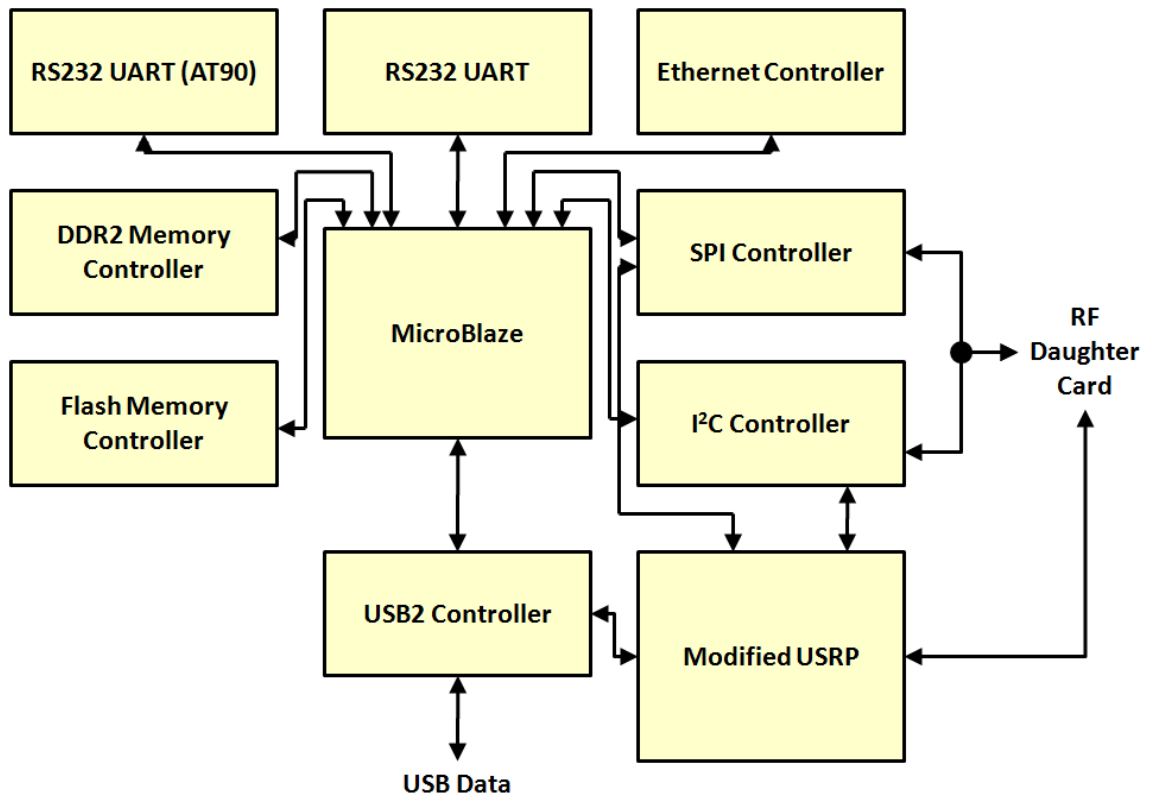 RS232 UART (AT90)
RS232 UART
Ethernet Controller
DDR2 Memory
Controller
SPI Controller
MicroBlaze
RF
Daughter
Card
Flash Memory
Controller
I²C Controller
USB2 Controller
Modified USRP
USB Data